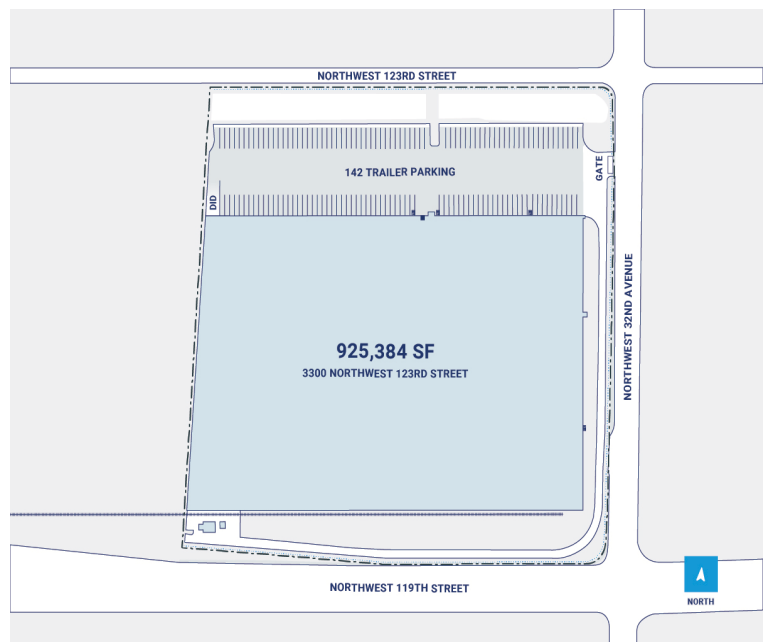 NORTHWEST 123RD STREET
142 TRAILER PARKING
GATE
DID
NORTHWEST 32ND AVENUE
925,384 SF
3300 NORTHWEST 123RD STREET
NORTHWEST 119TH STREET
NORTH